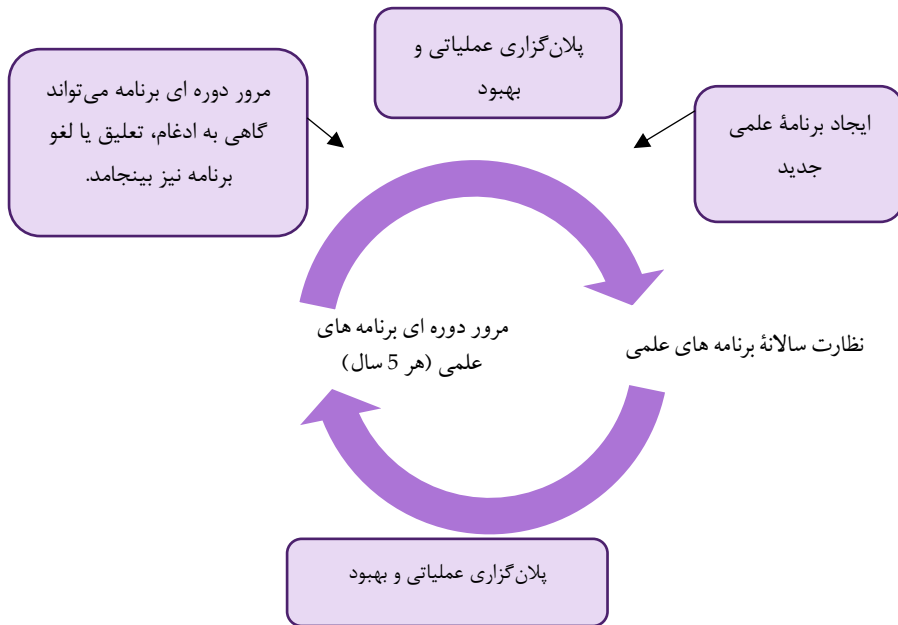 پلان‌گزاری عملیاتی و
بهبود
ایجاد برنامهٔ علمی
جدید
مرور دوره ای برنامه می‌تواند
گاهی به ادغام، تعلیق یا لغو
برنامه نیز بینجامد.
نظارت سالانهٔ برنامه های علمی
مرور دوره ای برنامه های
علمی (هر 5 سال)
پلان‌گزاری عملیاتی و بهبود